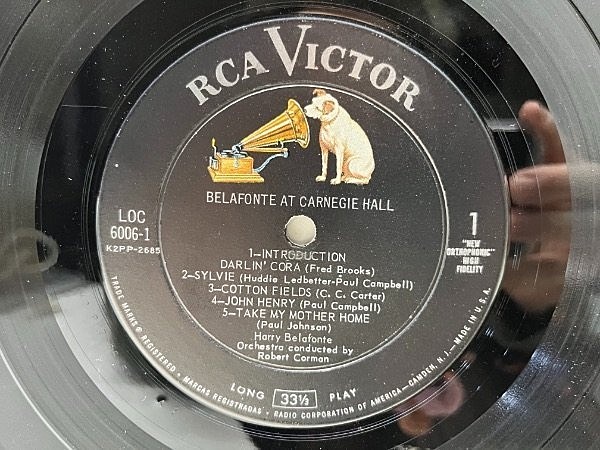 RCA VICTOR
BELAFONTE AT CARNEGIE HALL
LOC
6006-1
K2PP-2685
1
"NEW
ORTHOPHONIC"
HIGH
FIDELITY
1—INTRODUCTION
DARLIN' CORA (Fred Brooks)
2—SYLVIE (Huddie Ledbetter-Paul Campbell)
3—COTTON FIELDS (C. C. Carter)
4—JOHN HENRY (Paul Campbell)
5—TAKE MY MOTHER HOME
(Paul Johnson)
Harry Belafonte
Orchestra conducted by
Robert Corman
LONG 33⅓ PLAY
TRADE MARKS ® REGISTERED • MARCAS REGISTRADAS • RADIO CORPORATION OF AMERICA—CAMDEN, N. J.—MADE IN U.S.A.